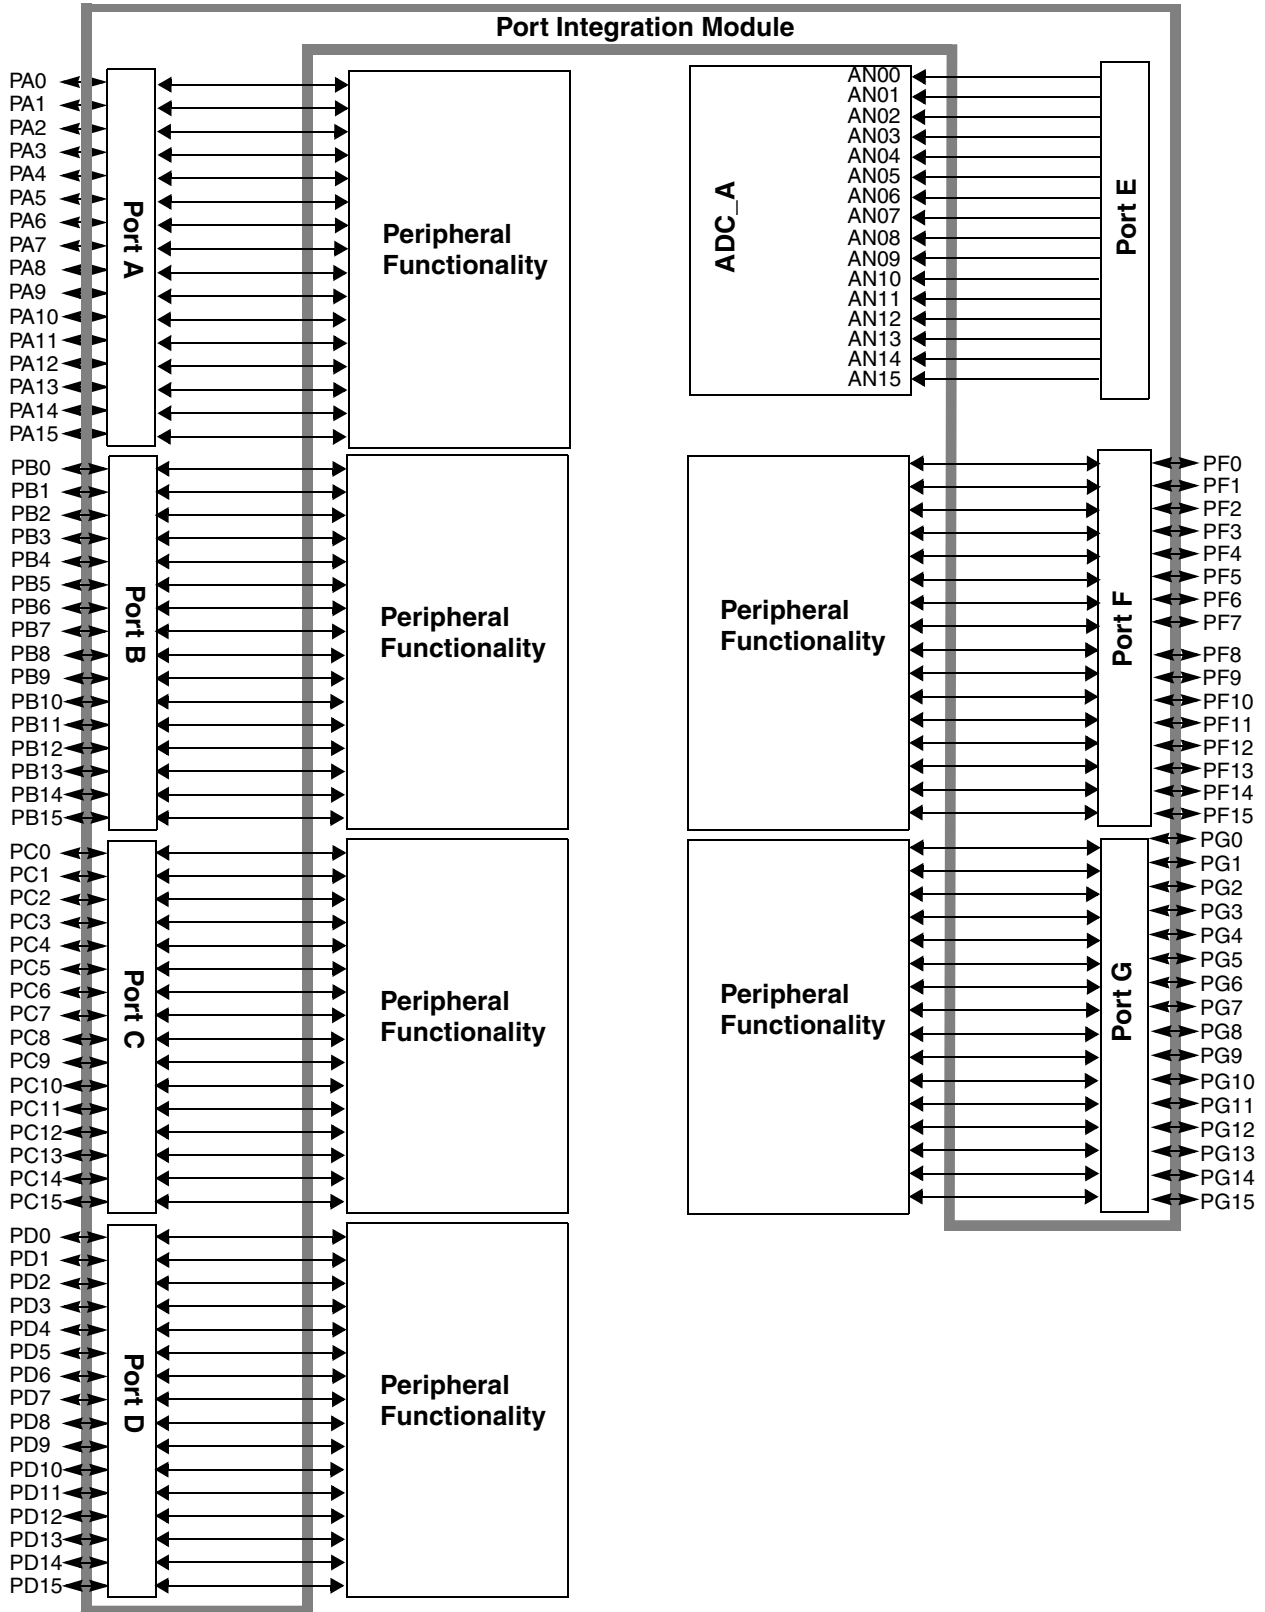 Port Integration Module
PA0
PA1
PA2
PA3
PA4
PA5
PA6
PA7
PA8
PA9
PA10
PA11
PA12
PA13
PA14
PA15
Port A
Peripheral
Functionality
PB0
PB1
PB2
PB3
PB4
PB5
PB6
PB7
PB8
PB9
PB10
PB11
PB12
PB13
PB14
PB15
Port B
Peripheral
Functionality
PC0
PC1
PC2
PC3
PC4
PC5
PC6
PC7
PC8
PC9
PC10
PC11
PC12
PC13
PC14
PC15
Port C
Peripheral
Functionality
PD0
PD1
PD2
PD3
PD4
PD5
PD6
PD7
PD8
PD9
PD10
PD11
PD12
PD13
PD14
PD15
Port D
Peripheral
Functionality
ADC_A
AN00
AN01
AN02
AN03
AN04
AN05
AN06
AN07
AN08
AN09
AN10
AN11
AN12
AN13
AN14
AN15
Port E
Peripheral
Functionality
Port F
PF0
PF1
PF2
PF3
PF4
PF5
PF6
PF7
PF8
PF9
PF10
PF11
PF12
PF13
PF14
PF15
Peripheral
Functionality
Port G
PG0
PG1
PG2
PG3
PG4
PG5
PG6
PG7
PG8
PG9
PG10
PG11
PG12
PG13
PG14
PG15